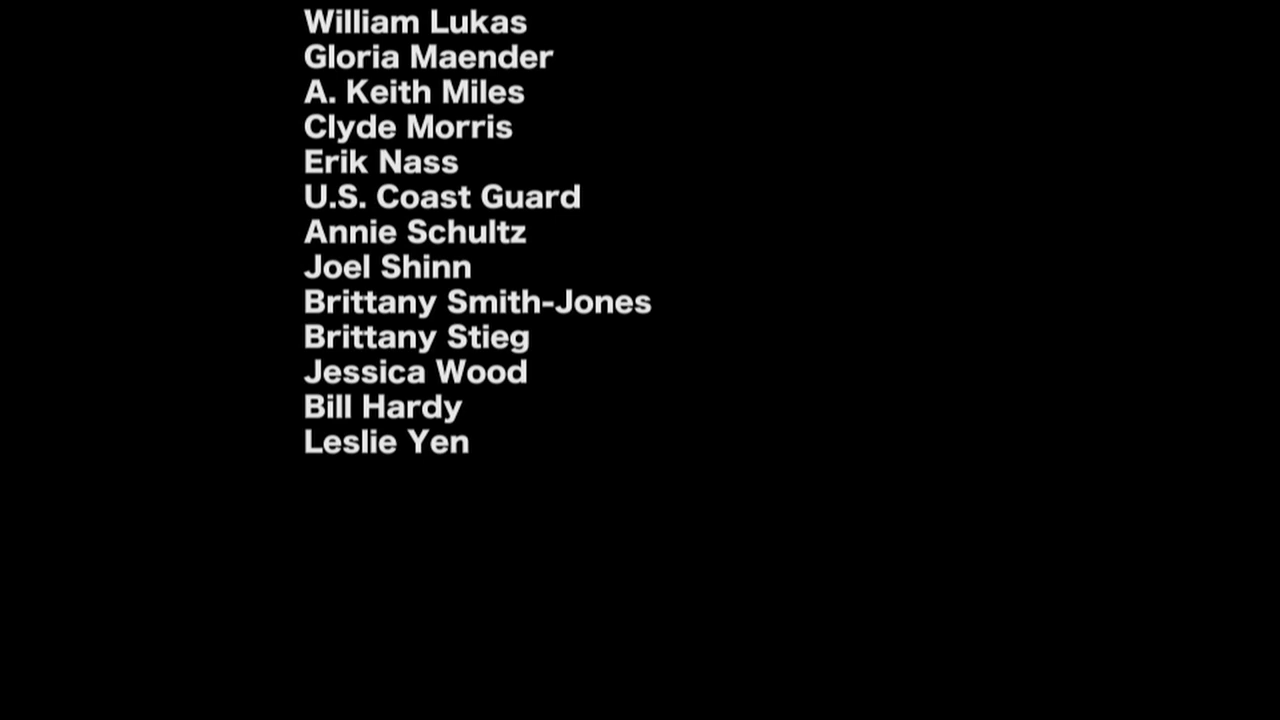 William Lukas
Gloria Maender
A. Keith Miles
Clyde Morris
Erik Nass
U.S. Coast Guard
Annie Schultz
Joel Shinn
Brittany Smith-Jones
Brittany Stieg
Jessica Wood
Bill Hardy
Leslie Yen